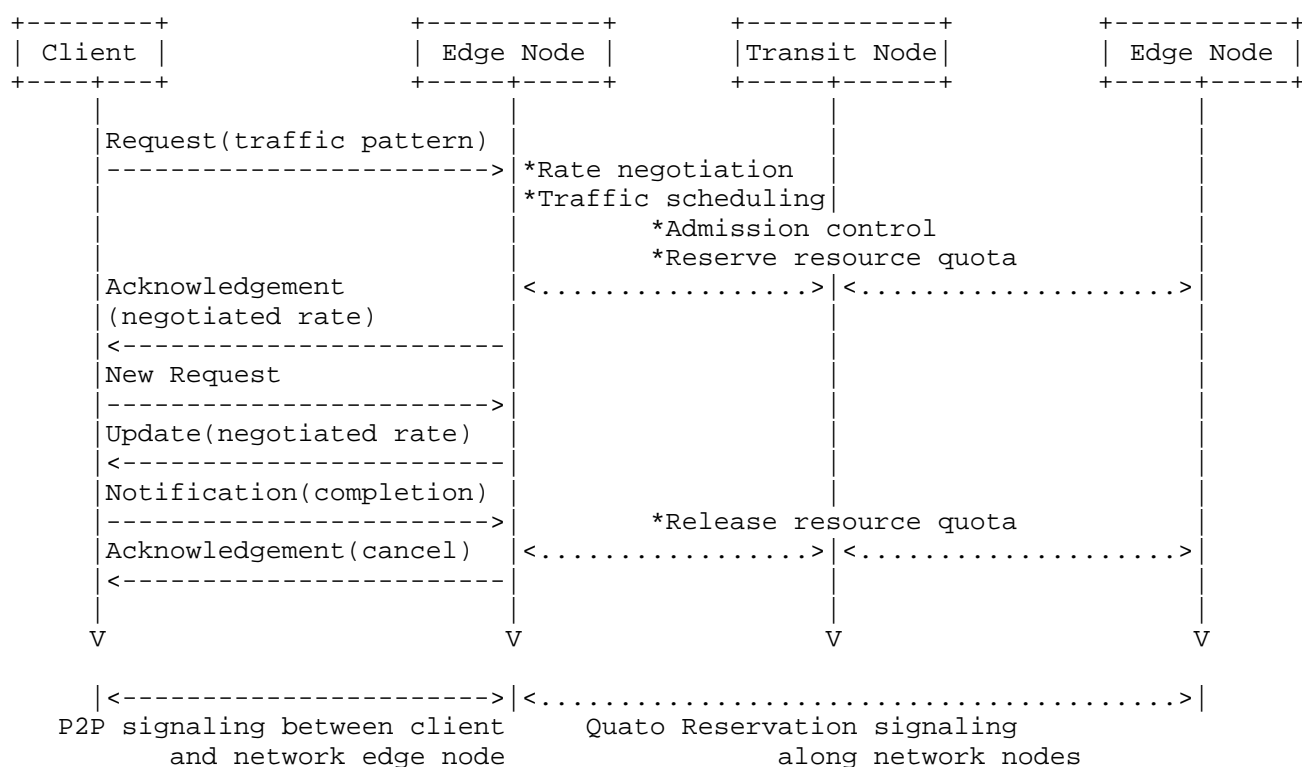 +--------+               +-----------+       +------------+         +-----------+
| Client |               | Edge Node |       |Transit Node|         | Edge Node |
+----+---+               +-----+-----+       +-----+------+         +-----+-----+
|Request(traffic pattern)
|------------------------>|*Rate negotiation
|*Traffic scheduling|
*Admission control
*Reserve resource quota
|Acknowledgement |<.................>|<....................>|
|(negotiated rate)
|<------------------------|
|New Request
|------------------------>|
|Update(negotiated rate)
|<------------------------|
|Notification(completion)
|------------------------>| *Release resource quota
|Acknowledgement(cancel) |<.................>|<....................>|
|<------------------------|
V V V V
|<----------------------->|<........................................>|
P2P signaling between client Quato Reservation signaling
and network edge node along network nodes